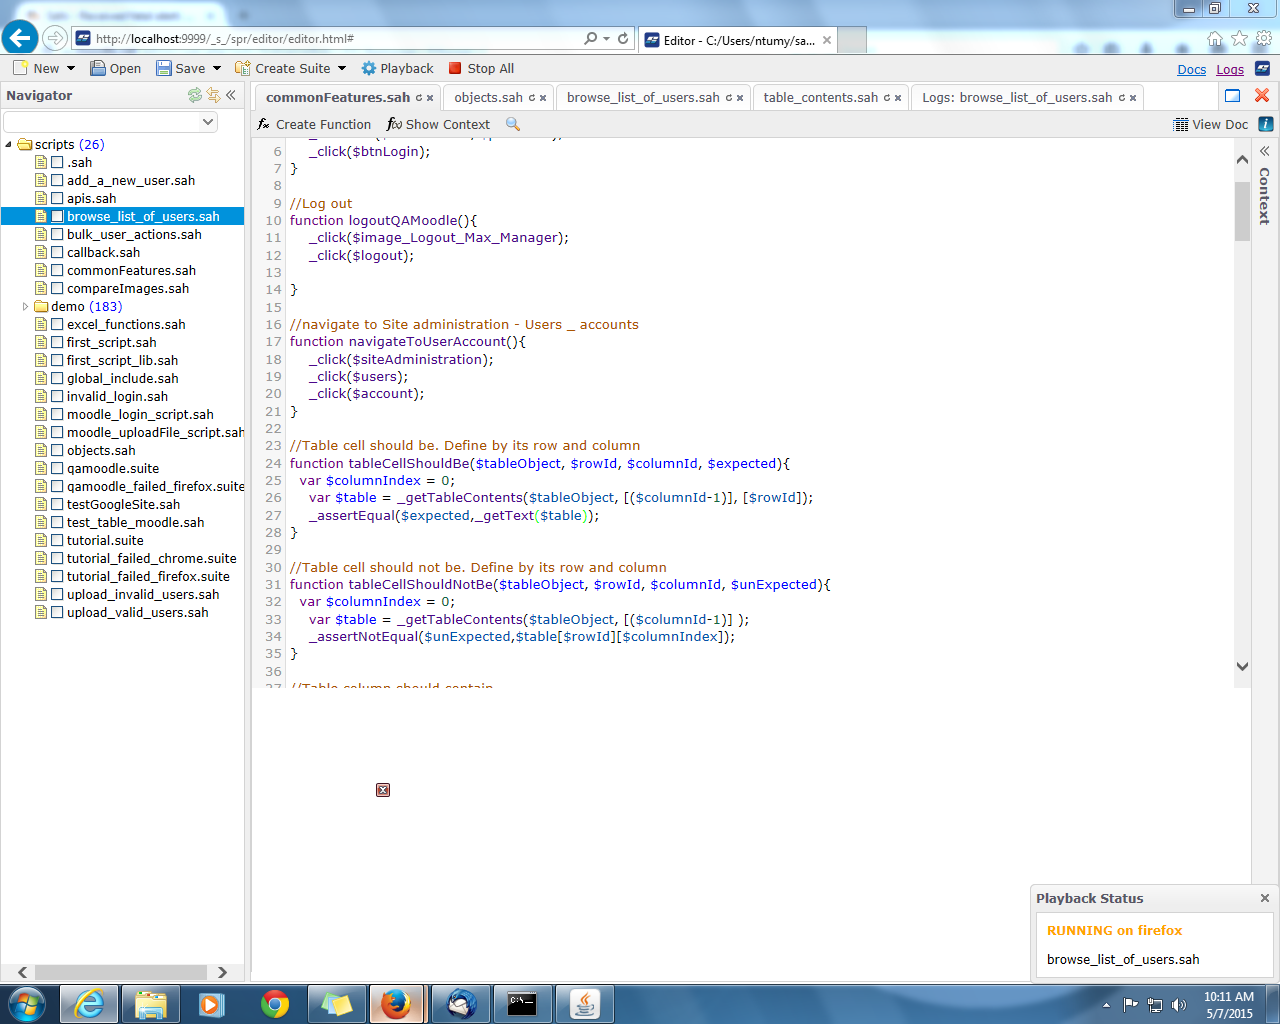 http://localhost:9999/_s_/spr/editor/editor.html#
Editor - C:/Users/ntumy/sa...
New
Open
Save
Create Suite
Playback
Stop All
Docs
Logs
Navigator
commonFeatures.sah
objects.sah
browse_list_of_users.sah
table_contents.sah
Logs: browse_list_of_users.sah
Create Function
Show Context
View Doc
Context
scripts (26)
.sah
add_a_new_user.sah
apis.sah
browse_list_of_users.sah
bulk_user_actions.sah
callback.sah
commonFeatures.sah
compareImages.sah
demo (183)
excel_functions.sah
first_script.sah
first_script_lib.sah
global_include.sah
invalid_login.sah
moodle_login_script.sah
moodle_uploadFile_script.sah
objects.sah
qamoodle.suite
qamoodle_failed_firefox.suite
testGoogleSite.sah
test_table_moodle.sah
tutorial.suite
tutorial_failed_chrome.suite
tutorial_failed_firefox.suite
upload_invalid_users.sah
upload_valid_users.sah
6 _click($btnLogin);
7 }
8
9 //Log out
10 function logoutQAMoodle(){
11 _click($image_Logout_Max_Manager);
12 _click($logout);
13
14 }
15
16 //navigate to Site administration - Users _ accounts
17 function navigateToUserAccount(){
18 _click($siteAdministration);
19 _click($users);
20 _click($account);
21 }
22
23 //Table cell should be. Define by its row and column
24 function tableCellShouldBe($tableObject, $rowId, $columnId, $expected){
25 var $columnIndex = 0;
26 var $table = _getTableContents($tableObject, [($columnId-1)], [$rowId]);
27 _assertEqual($expected,_getText($table));
28 }
29
30 //Table cell should not be. Define by its row and column
31 function tableCellShouldNotBe($tableObject, $rowId, $columnId, $unExpected){
32 var $columnIndex = 0;
33 var $table = _getTableContents($tableObject, [($columnId-1)] );
34 _assertNotEqual($unExpected,$table[$rowId][$columnIndex]);
35 }
36
37 //Table column should contain
Playback Status
RUNNING on firefox
browse_list_of_users.sah
10:11 AM
5/7/2015